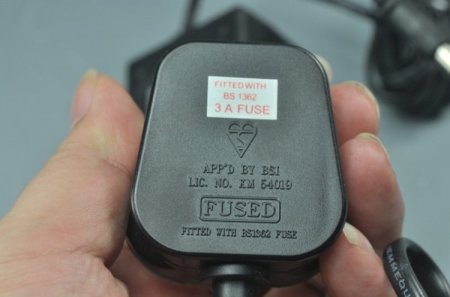 FITTED WITH
BS 1362
3 A FUSE
APP'D BY BSI
LIC. NO. KM 54019
FUSED
FITTED WITH BS1362 FUSE